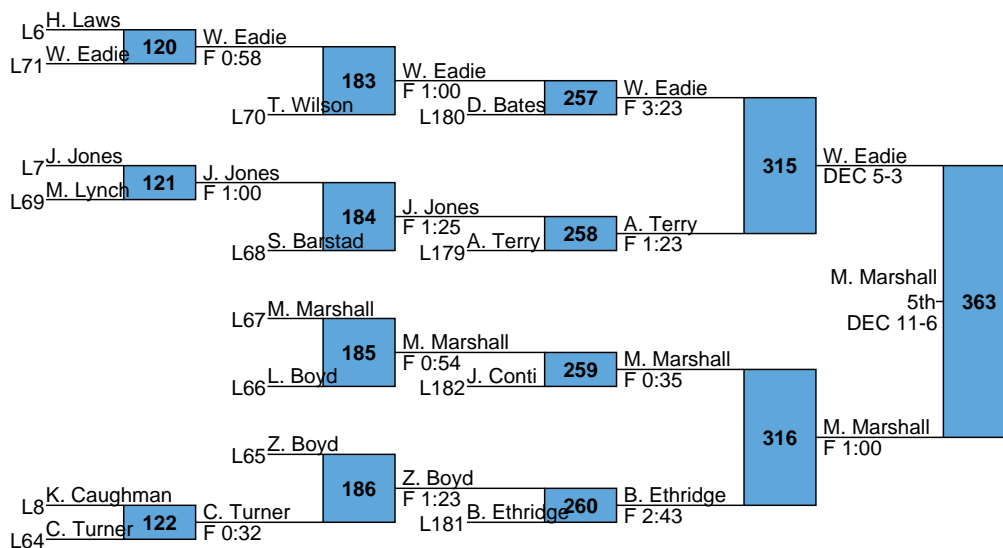 H. Laws
L6
120
W. Eadie
F 0:58
W. Eadie
L71
183
W. Eadie
F 1:00
T. Wilson
L70
257
W. Eadie
F 3:23
D. Bates
L180
315
W. Eadie
DEC 5-3
J. Jones
L7
121
J. Jones
F 1:00
M. Lynch
L69
184
J. Jones
F 1:25
S. Barstad
L68
258
A. Terry
F 1:23
A. Terry
L179
363
M. Marshall
5th
DEC 11-6
M. Marshall
L67
185
M. Marshall
F 0:54
L. Boyd
L66
259
M. Marshall
F 0:35
J. Conti
L182
316
M. Marshall
F 1:00
Z. Boyd
L65
186
Z. Boyd
F 1:23
K. Caughman
L8
122
C. Turner
F 0:32
C. Turner
L64
260
B. Ethridge
F 2:43
B. Ethridge
L181